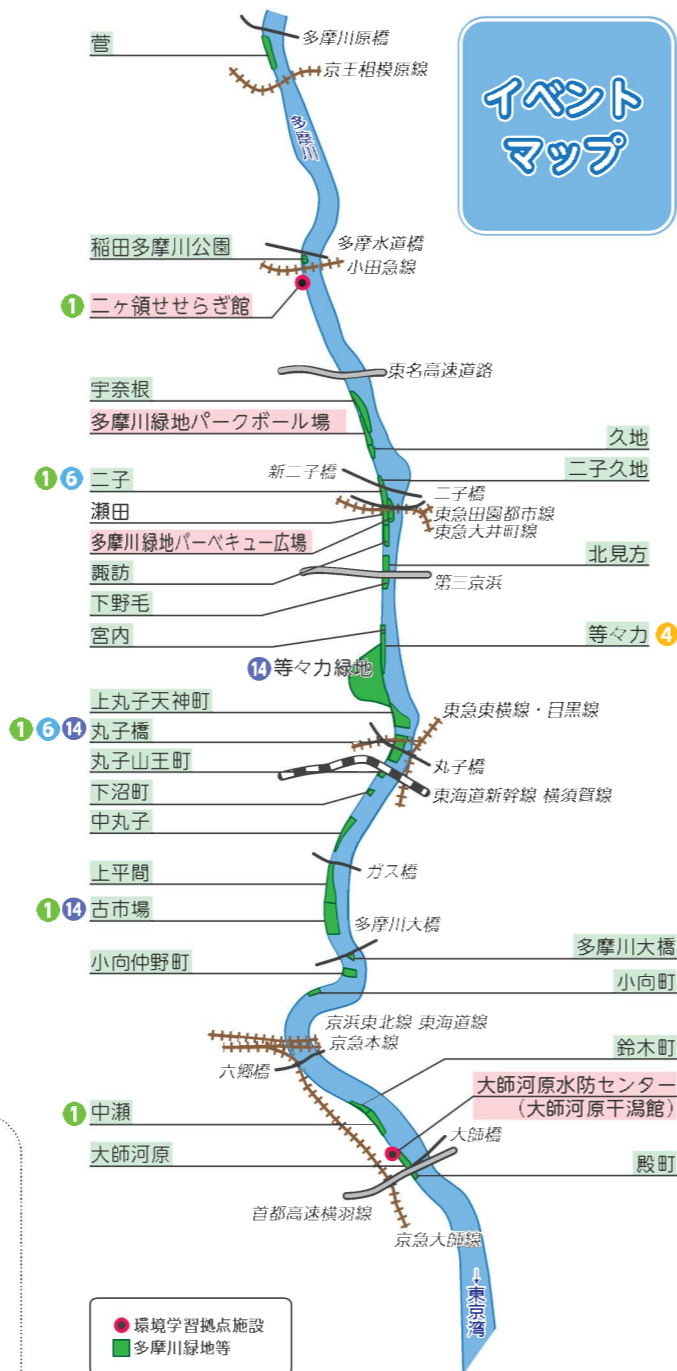 イベント
マップ
菅
多摩川原橋
京王相模原線
多摩川
稲田多摩川公園
多摩水道橋
小田急線
1 二ヶ領せせらぎ館
東名高速道路
宇奈根
多摩川緑地パークボール場
久地
新二子橋
二子久地
1 6 二子
二子橋
瀬田
東急田園都市線
東急大井町線
多摩川緑地バーベキュー広場
北見方
諏訪
第三京浜
下野毛
宮内
等々力 4
14 等々力緑地
上丸子天神町
東急東横線・目黒線
1 6 14 丸子橋
丸子橋
丸子山王町
東海道新幹線 横須賀線
下沼町
中丸子
上平間
ガス橋
1 14 古市場
多摩川大橋
小向仲野町
多摩川大橋
小向町
京浜東北線 東海道線
京急本線
鈴木町
六郷橋
大師河原水防センター
(大師河原干潟館)
1 中瀬
大師橋
大師河原
殿町
首都高速横羽線
京急大師線
→東京湾
環境学習拠点施設
多摩川緑地等